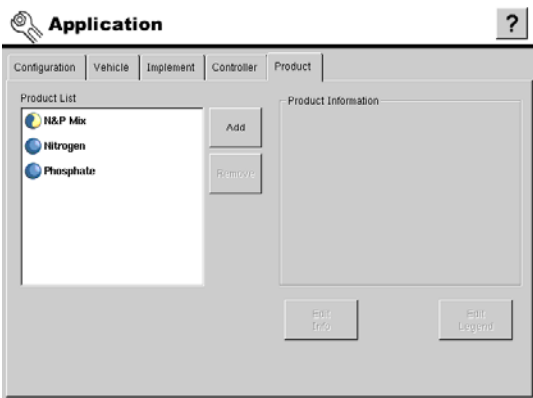 Application
?
Configuration Vehicle Implement Controller Product
Product List
Product Information
N&P Mix
Nitrogen
Phosphate
Add
Remove
Edit
Info
Edit
Legend